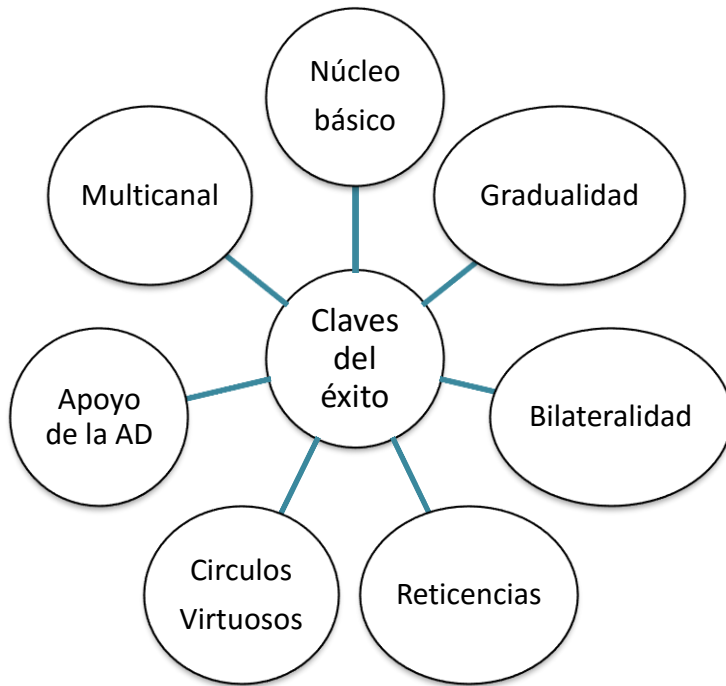 Núcleo
básico
Multicanal
Gradualidad
Claves
del
éxito
Apoyo
de la AD
Bilateralidad
Circulos
Virtuosos
Reticencias